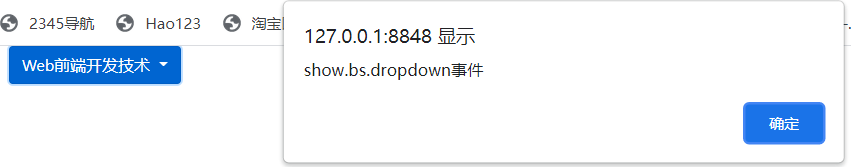 2345导航 Hao123 淘宝
127.0.0.1:8848 显示
show.bs.dropdown事件
Web前端开发技术
确定